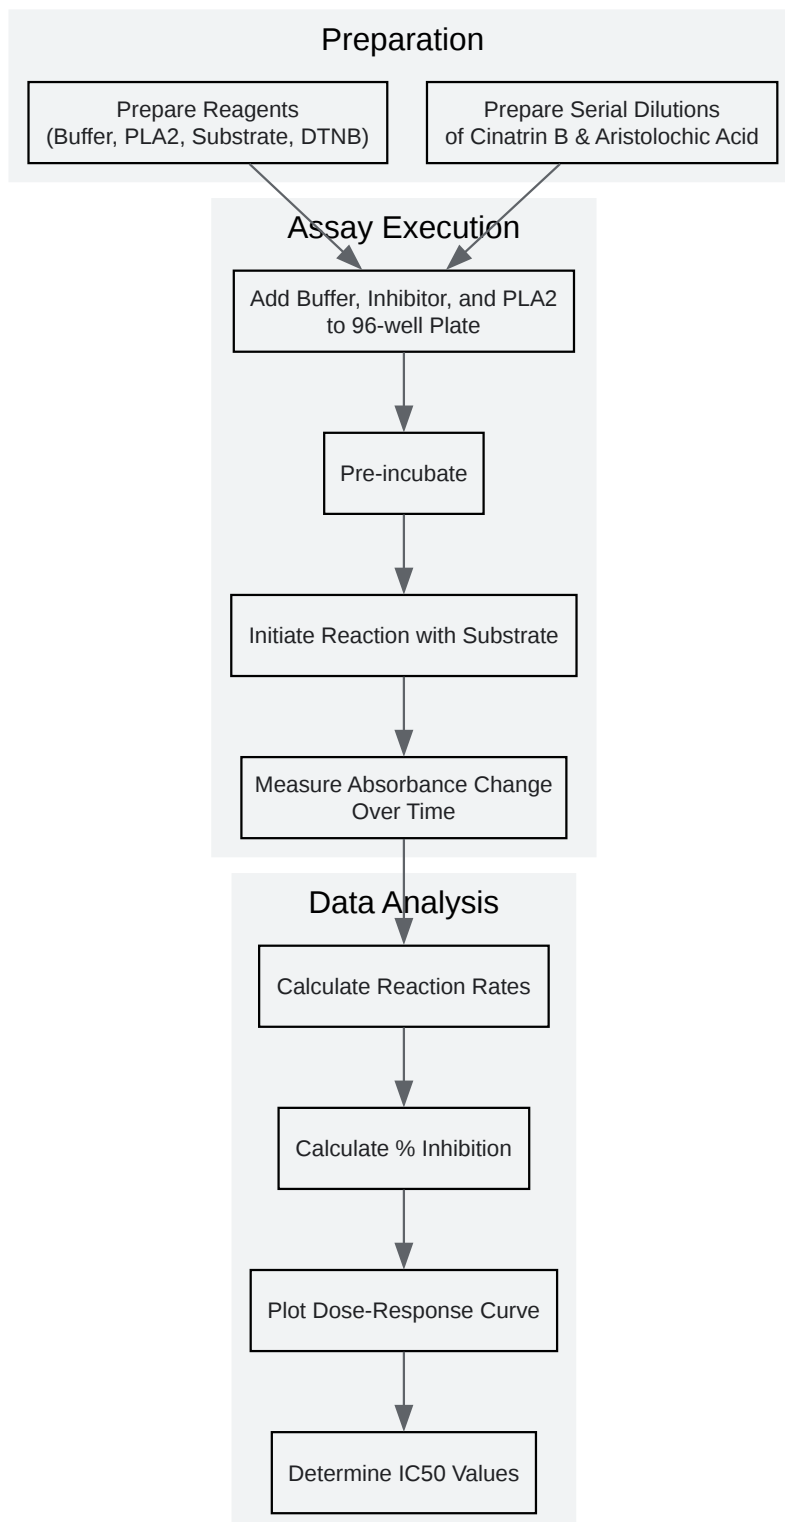 Preparation
Prepare Reagents
(Buffer, PLA2, Substrate, DTNB)
Prepare Serial Dilutions
of Cinatrin B & Aristolochic Acid
Assay Execution
Add Buffer, Inhibitor, and PLA2
to 96-well Plate
Pre-incubate
Initiate Reaction with Substrate
Measure Absorbance Change
Over Time
Data Analysis
Calculate Reaction Rates
Calculate % Inhibition
Plot Dose-Response Curve
Determine IC50 Values